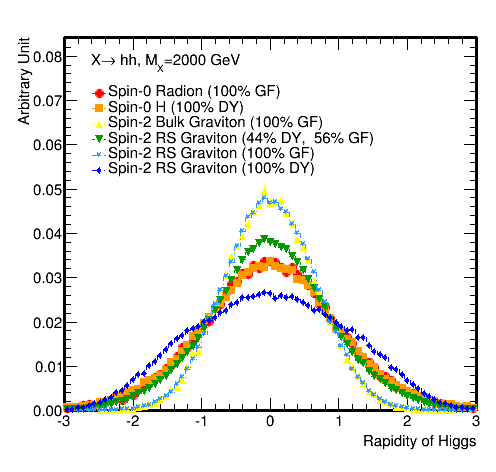 Arbitrary Unit
X→ hh, MX=2000 GeV
Spin-0 Radion (100% GF)
Spin-0 H (100% DY)
Spin-2 Bulk Graviton (100% GF)
Spin-2 RS Graviton (44% DY, 56% GF)
Spin-2 RS Graviton (100% GF)
Spin-2 RS Graviton (100% DY)
0.08
0.07
0.06
0.05
0.04
0.03
0.02
0.01
0.00
-3 -2 -1 0 1 2 3
Rapidity of Higgs